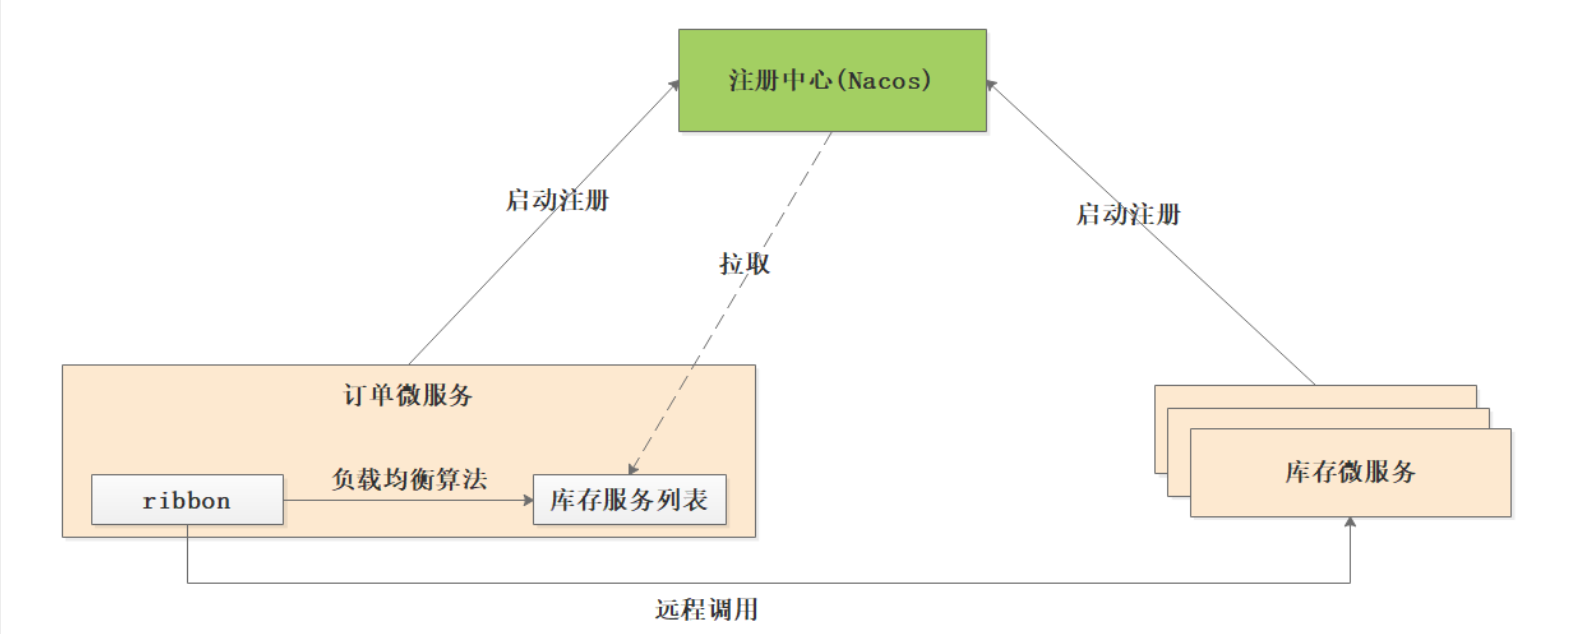 注册中心(Nacos)
启动注册
启动注册
拉取
订单微服务
负载均衡算法
ribbon
库存服务列表
库存微服务
远程调用